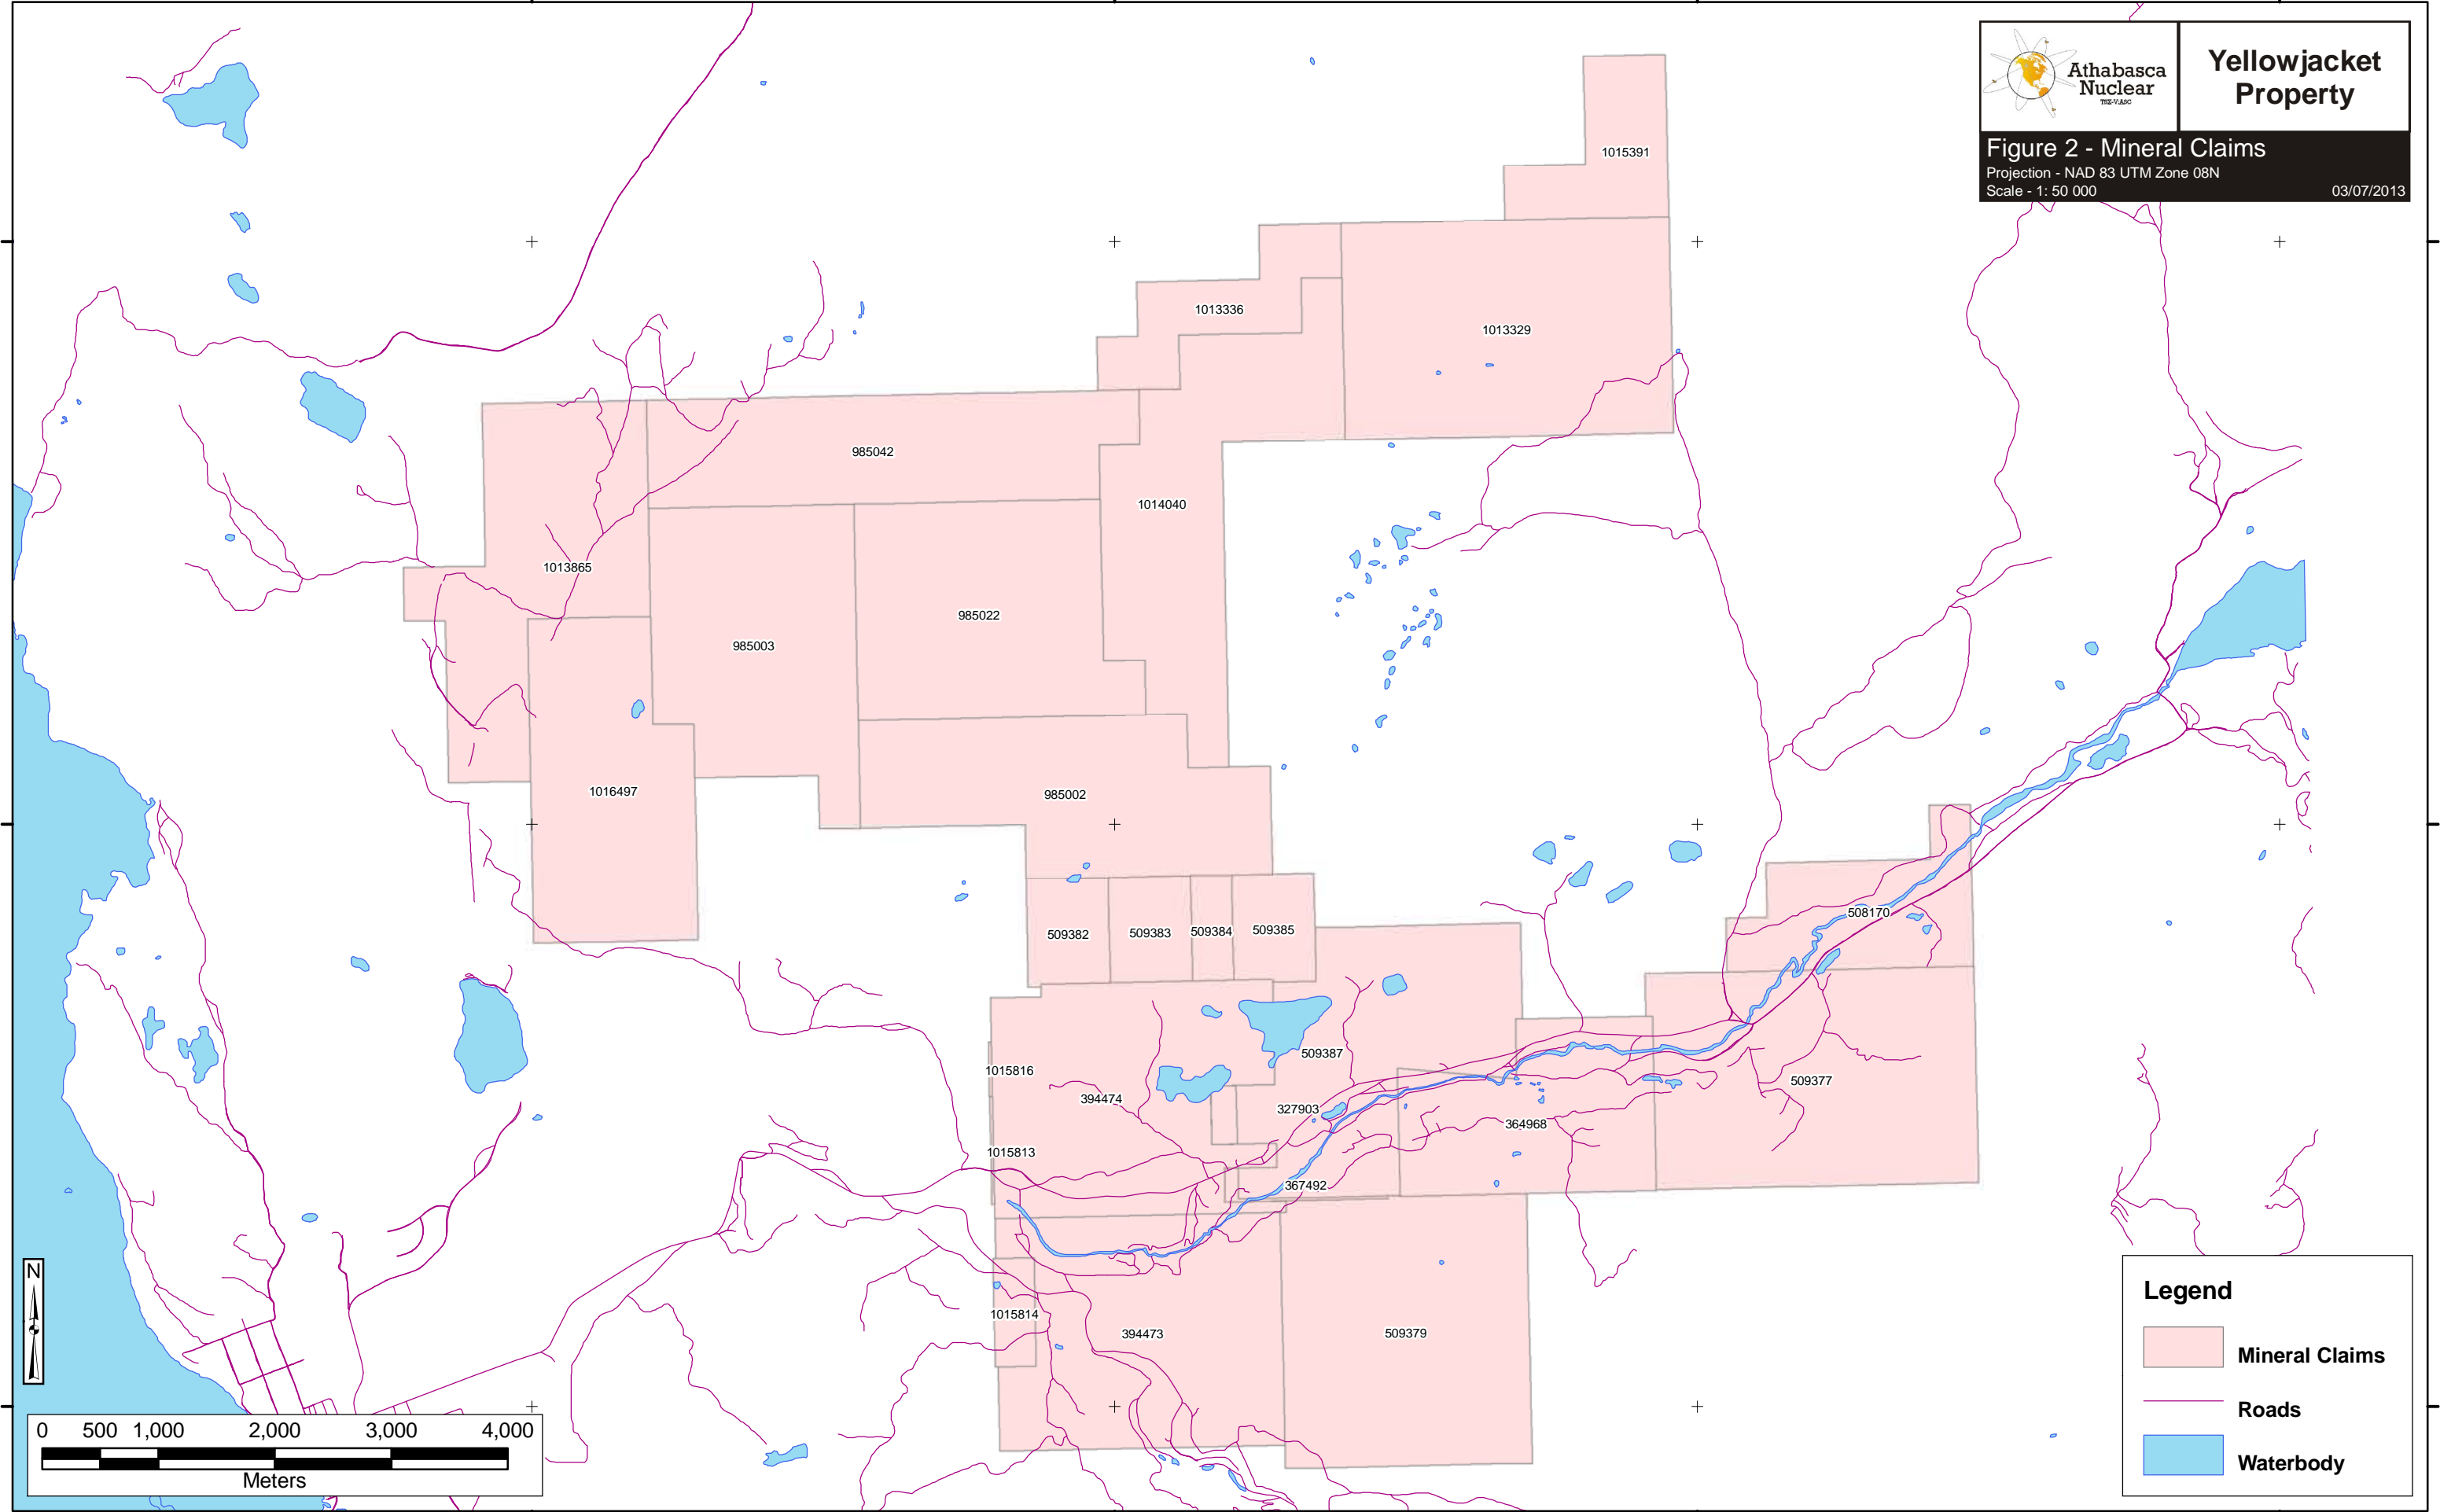 Athabasca
Nuclear
TSX-V:ASC
Yellowjacket
Property
Figure 2 - Mineral Claims
Projection - NAD 83 UTM Zone 08N
Scale - 1: 50 000
03/07/2013
1015391
1013336
1013329
985042
1014040
1013865
985022
985003
1016497
985002
508170
509382
509383
509384
509385
509387
1015816
394474
509377
327903
364968
1015813
367492
1015814
394473
509379
N
0 500 1,000 2,000 3,000 4,000
Meters
Legend
Mineral Claims
Roads
Waterbody